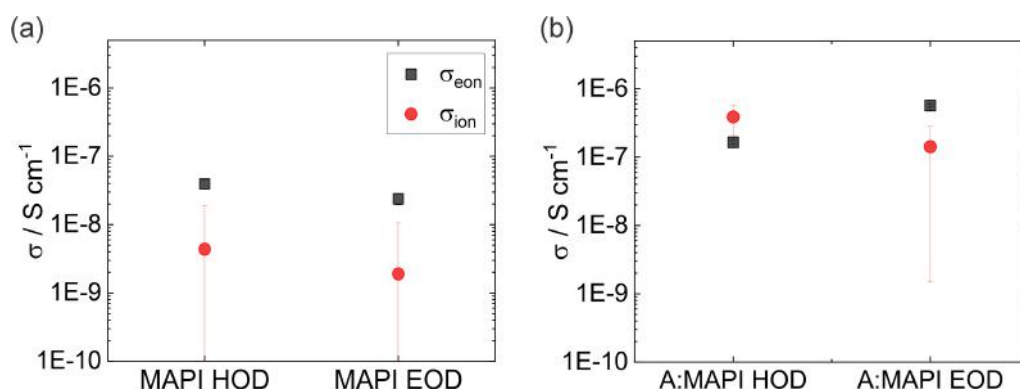 (a)
σ / S cm⁻¹
1E-6
1E-7
1E-8
1E-9
1E-10
MAPI HOD MAPI EOD
σeon
σion
(b)
σ / S cm⁻¹
1E-6
1E-7
1E-8
1E-9
1E-10
A:MAPI HOD A:MAPI EOD